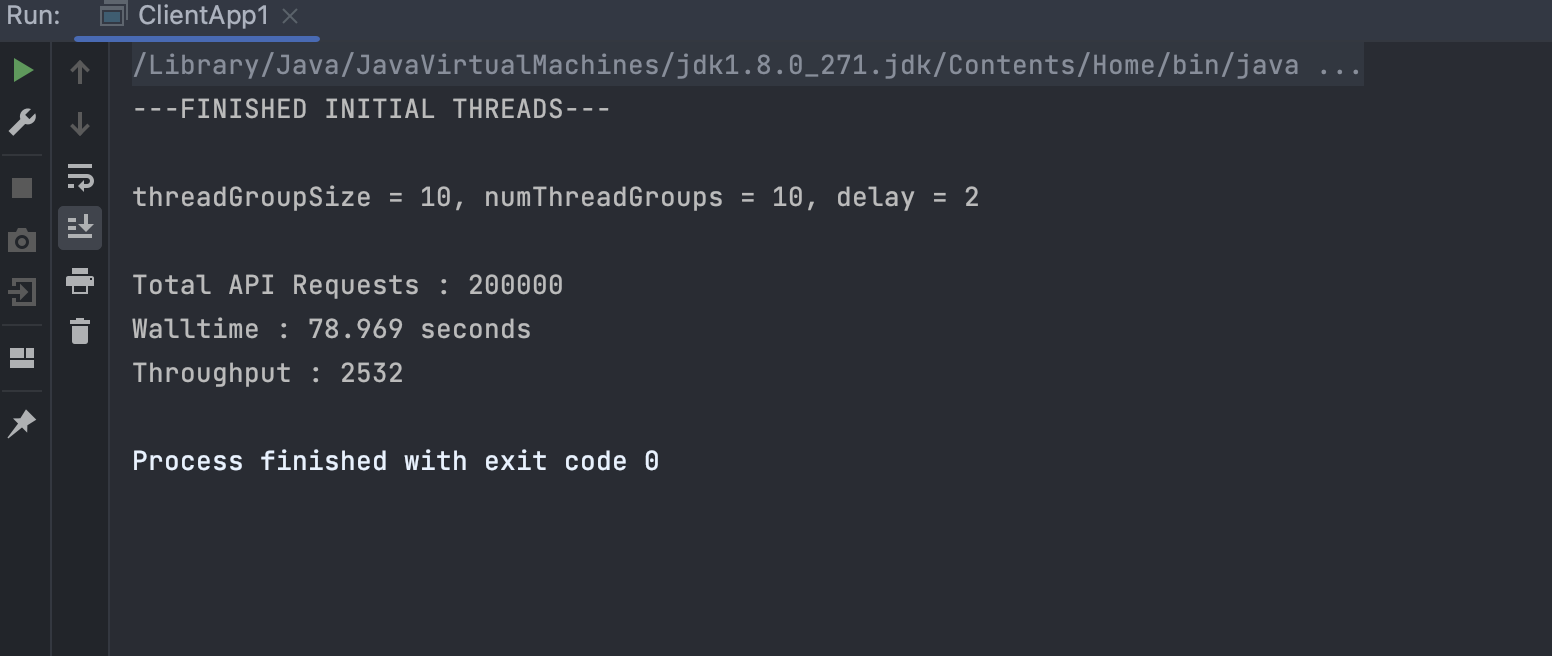 Run: ClientApp1
/Library/Java/JavaVirtualMachines/jdk1.8.0_271.jdk/Contents/Home/bin/java ...
---FINISHED INITIAL THREADS---
threadGroupSize = 10, numThreadGroups = 10, delay = 2
Total API Requests : 200000
Walltime : 78.969 seconds
Throughput : 2532
Process finished with exit code 0